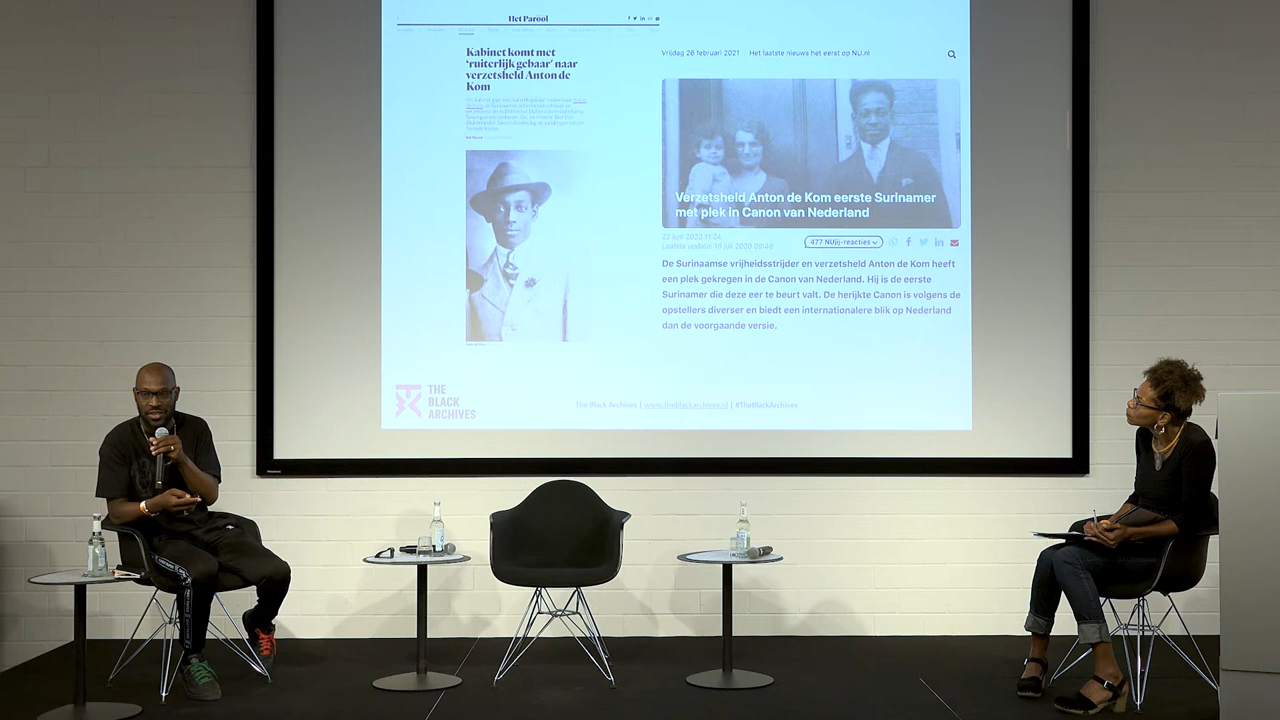 Het Parool
Kabinet komt met
'ruiterlijk gebaar' naar
verzetsheld Anton de
Kom
Vrijdag 26 februari 2021 Het laatste nieuws het eerst op NU.nl
Verzetsheld Anton de Kom eerste Surinamer
met plek in Canon van Nederland
22 juni 2020 11:24
Laatste update: 16 juli 2020 09:46
477 NUjij-reacties
De Surinaamse vrijheidsstrijder en verzetsheld Anton de Kom heeft
een plek gekregen in de Canon van Nederland. Hij is de eerste
Surinamer die deze eer te beurt valt. De herijkte Canon is volgens de
opstellers diverser en biedt een internationalere blik op Nederland
dan de voorgaande versie.
THE
BLACK
ARCHIVES
The Black Archives | www.theblackarchives.nl | #TheBlackArchives